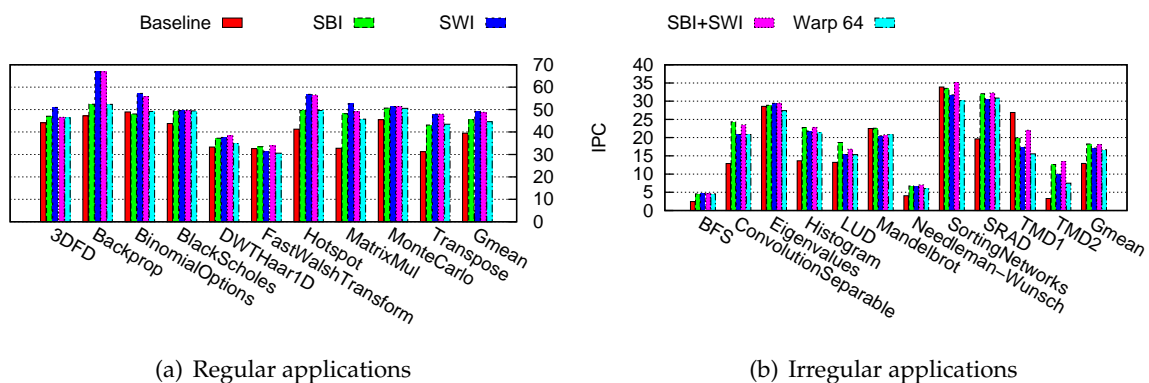 Baseline SBI SWI SBI+SWI Warp 64
70
60
50
40
30
20
10
0
3DFD
Backprop
BinomialOptions
BlackScholes
DWTHaar1D
FastWalshTransform
Hotspot
MatrixMul
MonteCarlo
Transpose
Gmean
(a) Regular applications
IPC
40
35
30
25
20
15
10
5
0
BFS
ConvolutionSeparable
Eigenvalues
Histogram
LUD
Mandelbrot
Needleman−Wunsch
SortingNetworks
SRAD
TMD1
TMD2
Gmean
(b) Irregular applications